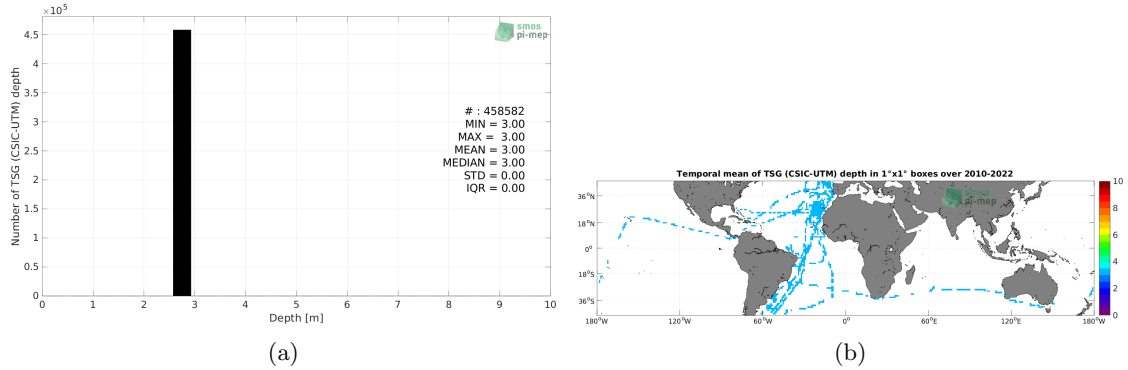 ×10⁵
4.5
4
3.5
3
2.5
2
1.5
1
0.5
0
Number of TSG (CSIC-UTM) depth
0 1 2 3 4 5 6 7 8 9 10
Depth [m]
smos
pi-mep
# : 458582
MIN = 3.00
MAX = 3.00
MEAN = 3.00
MEDIAN = 3.00
STD = 0.00
IQR = 0.00
(a)
Temporal mean of TSG (CSIC-UTM) depth in 1°x1° boxes over 2010-2022
36°N
18°N
0°
18°S
36°S
180°W 120°W 60°W 0° 60°E 120°E 180°W
smos
pi-mep
10
8
6
4
2
0
(b)